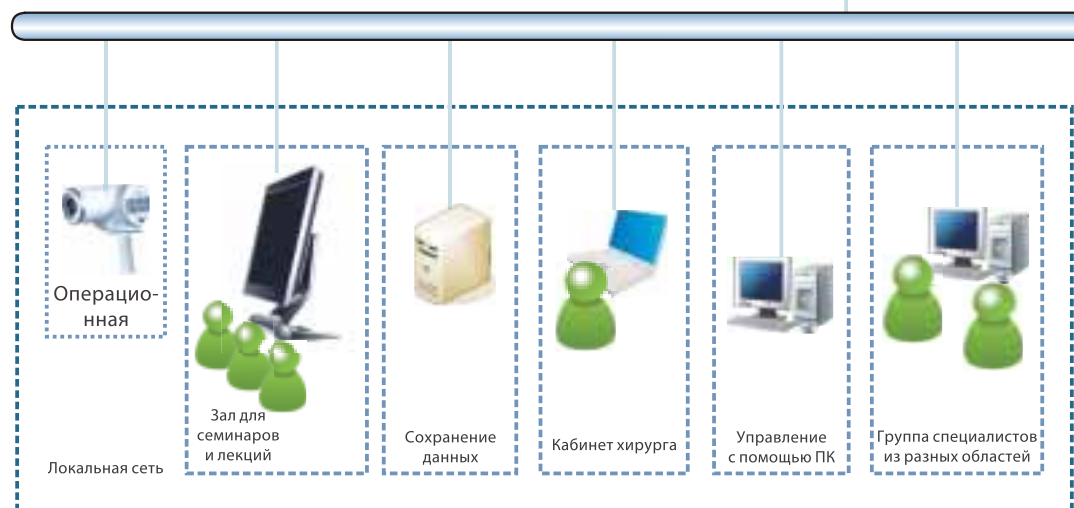 Операцио-
нная
Локальная сеть
Зал для
семинаров
и лекций
Сохранение
данных
Кабинет хирурга
Управление
с помощью ПК
Группа специалистов
из разных областей